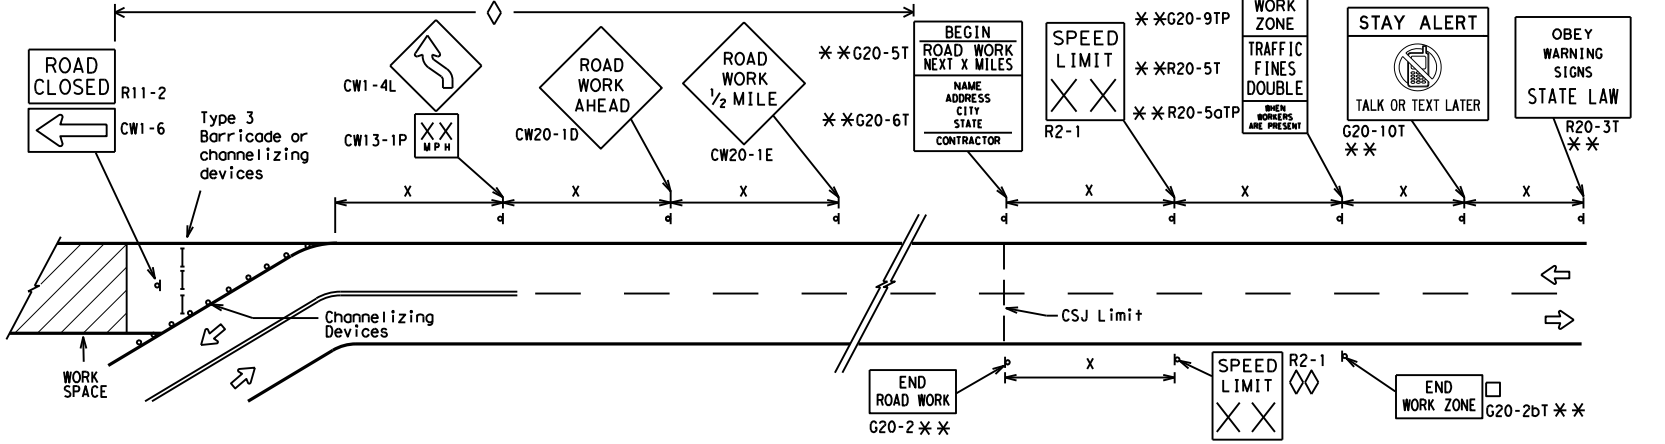 ROAD
CLOSED
R11-2
CW1-6
Type 3
Barricade or
channelizing
devices
CW1-4L
XX
MPH
CW13-1P
ROAD
WORK
AHEAD
CW20-1D
ROAD
WORK
1/2 MILE
CW20-1E
**G20-5T
**G20-6T
BEGIN
ROAD WORK
NEXT X MILES
NAME
ADDRESS
CITY
STATE
CONTRACTOR
SPEED
LIMIT
XX
R2-1
**G20-9TP
**R20-5T
**R20-5aTP
WORK
ZONE
TRAFFIC
FINES
DOUBLE
WHEN
WORKERS
ARE PRESENT
STAY ALERT
TALK OR TEXT LATER
G20-10T
**
OBEY
WARNING
SIGNS
STATE LAW
R20-3T
**
X
X
X
X
X
X
X
Channelizing
Devices
WORK
SPACE
CSJ Limit
END
ROAD WORK
G20-2 **
X
SPEED
LIMIT
XX
R2-1
END
WORK ZONE
G20-2bT **